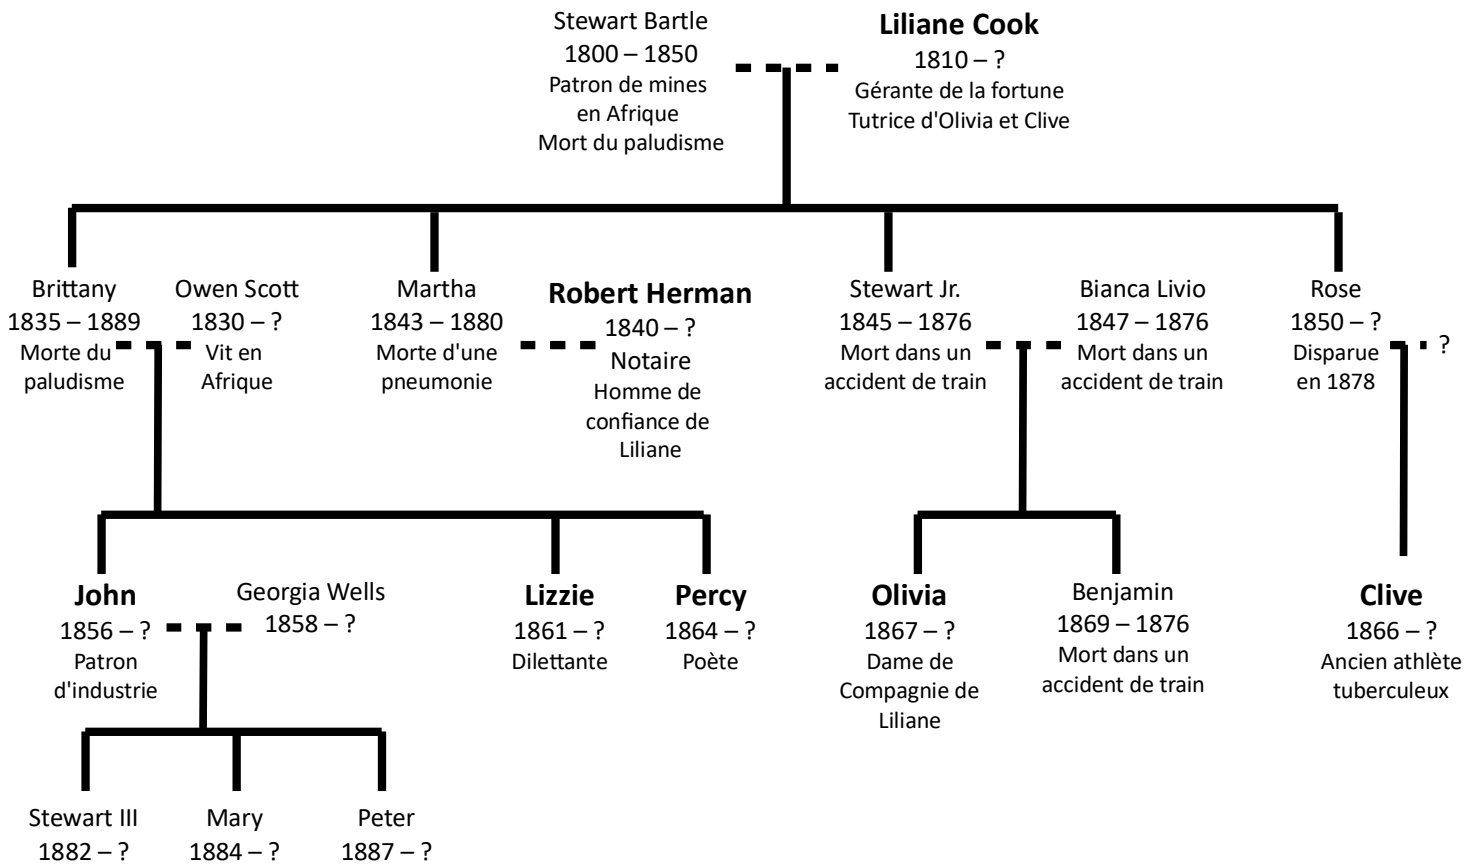 Stewart Bartle
1800 – 1850
Patron de mines
en Afrique
Mort du paludisme
Liliane Cook
1810 – ?
Gérante de la fortune
Tutrice d'Olivia et Clive
Brittany
1835 – 1889
Morte du
paludisme
Owen Scott
1830 – ?
Vit en
Afrique
Martha
1843 – 1880
Morte d'une
pneumonie
Robert Herman
1840 – ?
Notaire
Homme de
confiance de
Liliane
Stewart Jr.
1845 – 1876
Mort dans un
accident de train
Bianca Livio
1847 – 1876
Mort dans un
accident de train
Rose
1850 – ?
Disparue
en 1878
?
John
1856 – ?
Patron
d'industrie
Georgia Wells
1858 – ?
Lizzie
1861 – ?
Dilettante
Percy
1864 – ?
Poète
Olivia
1867 – ?
Dame de
Compagnie de
Liliane
Benjamin
1869 – 1876
Mort dans un
accident de train
Clive
1866 – ?
Ancien athlète
tuberculeux
Stewart III
1882 – ?
Mary
1884 – ?
Peter
1887 – ?